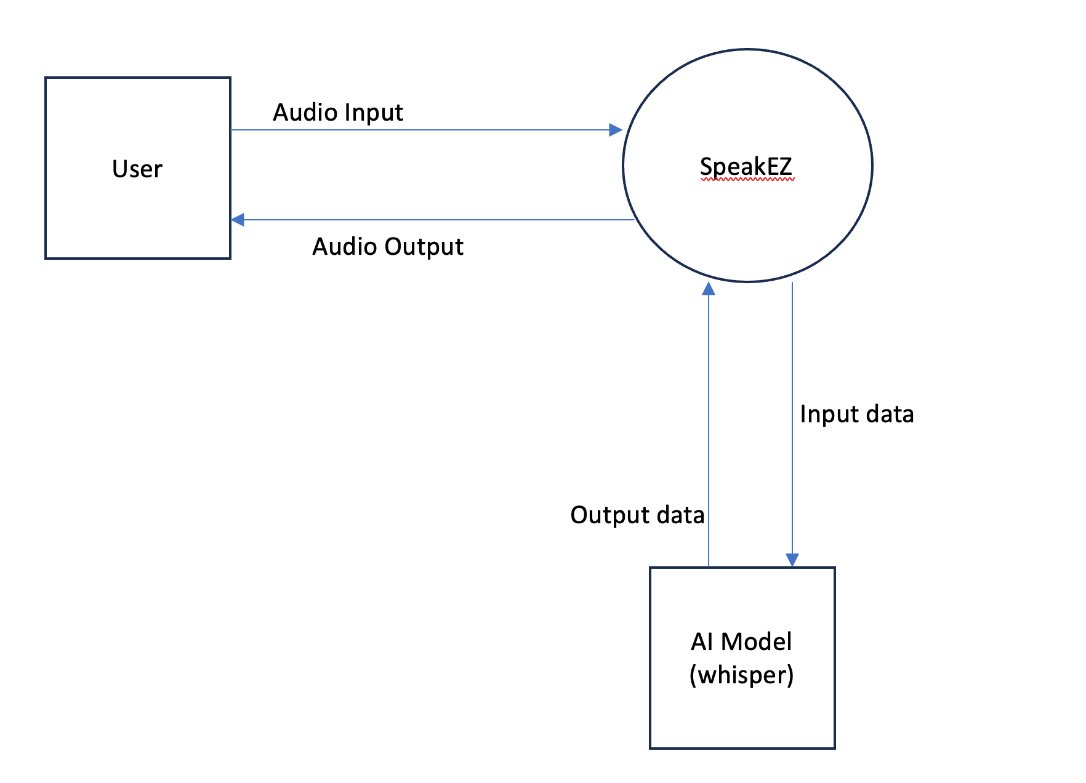 Audio Input
User
SpeakEZ
Audio Output
Input data
Output data
AI Model
(whisper)